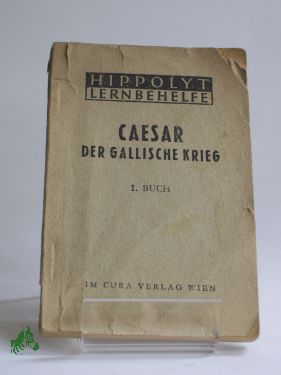 HIPPOLYT
LERNBEHELFE
CAESAR
DER GALLISCHE KRIEG
1. BUCH
IM CURA VERLAG WIEN